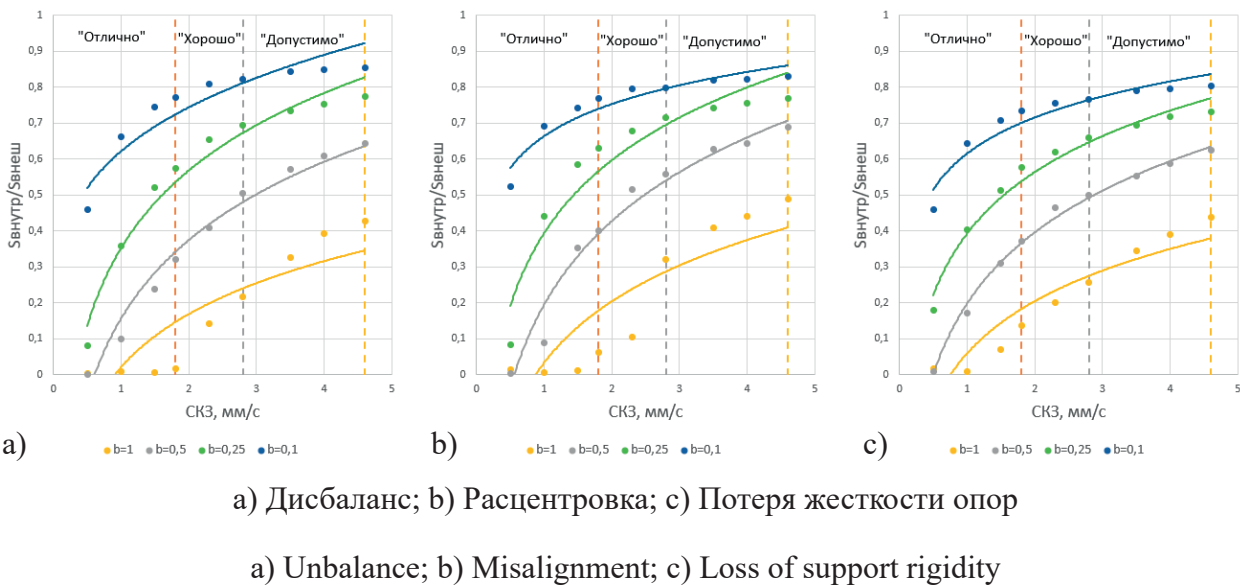 1
0,9
0,8
0,7
0,6
0,5
0,4
0,3
0,2
0,1
0
Sвнутр/Sвнеш
"Отлично" "Хорошо" "Допустимо"
0 1 2 3 4 5
СКЗ, мм/с
a)
b=1 b=0,5 b=0,25 b=0,1
1
0,9
0,8
0,7
0,6
0,5
0,4
0,3
0,2
0,1
0
Sвнутр/Sвнеш
"Отлично" "Хорошо" "Допустимо"
0 1 2 3 4 5
СКЗ, мм/с
b)
b=1 b=0,5 b=0,25 b=0,1
1
0,9
0,8
0,7
0,6
0,5
0,4
0,3
0,2
0,1
0
Sвнутр/Sвнеш
"Отлично" "Хорошо" "Допустимо"
0 1 2 3 4 5
СКЗ, мм/с
c)
b=1 b=0,5 b=0,25 b=0,1
a) Дисбаланс; b) Расцентровка; c) Потеря жесткости опор
a) Unbalance; b) Misalignment; c) Loss of support rigidity